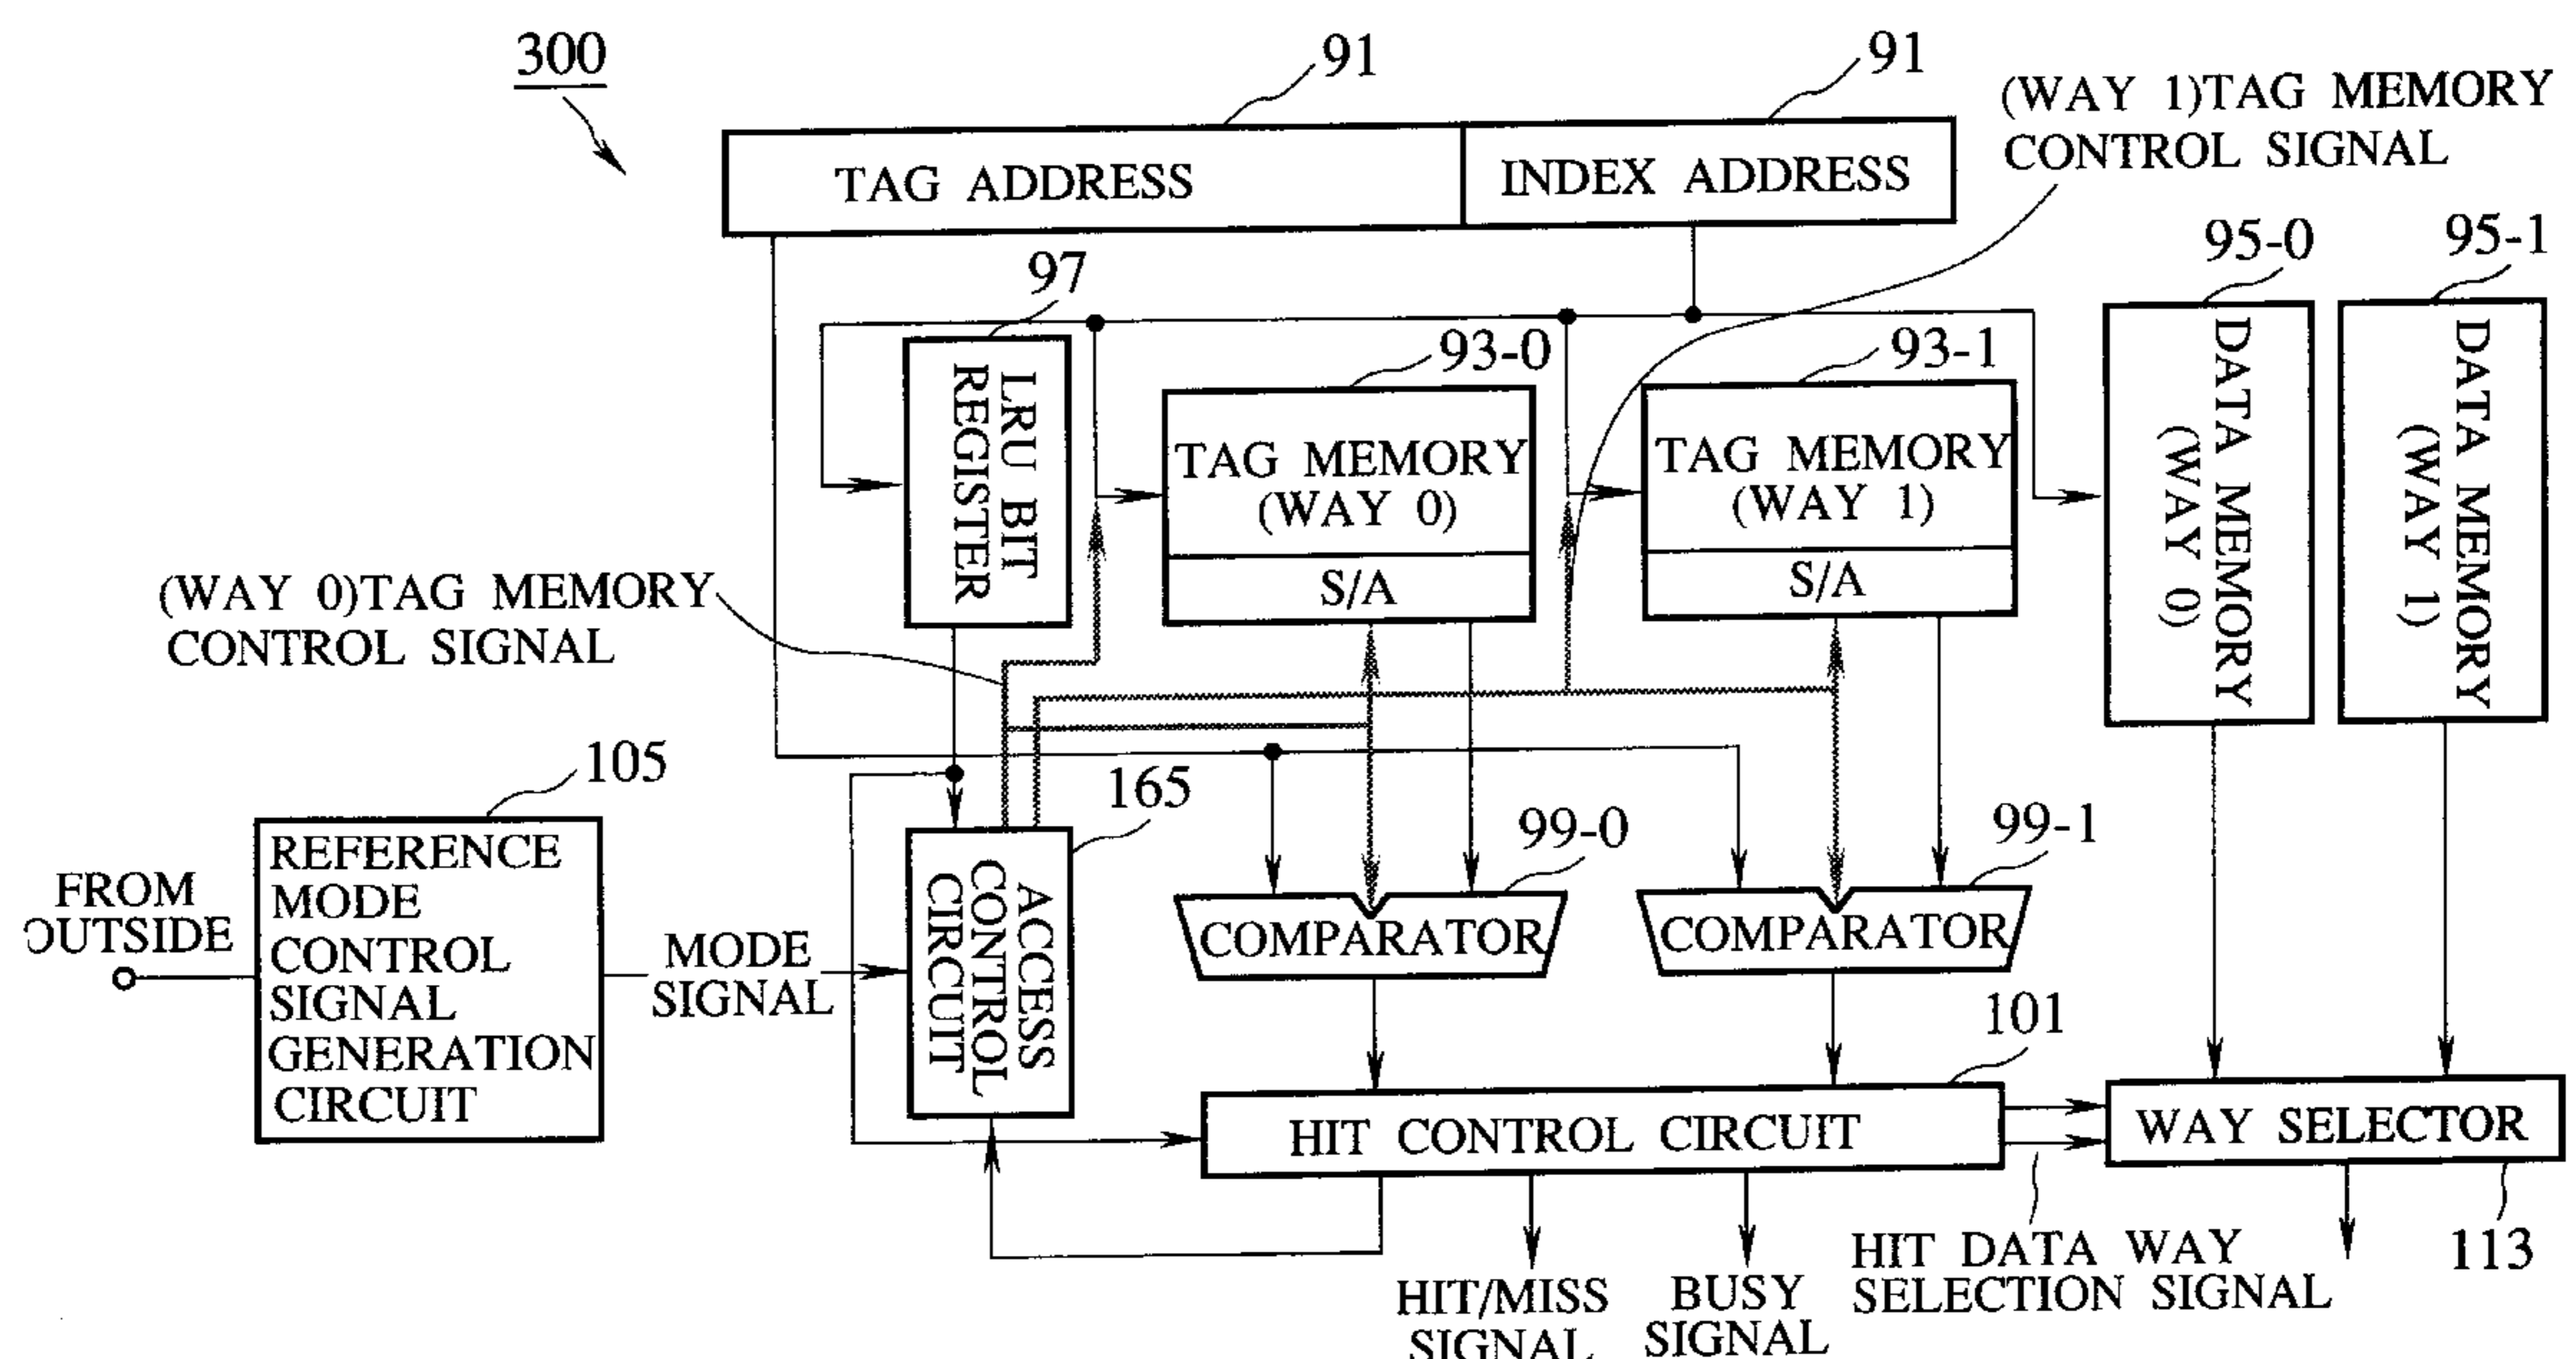 300
91
91
(WAY 1)TAG MEMORY
CONTROL SIGNAL
TAG ADDRESS
INDEX ADDRESS
95-0
95-1
97
93-0
93-1
LRU BIT
REGISTER
TAG MEMORY
(WAY 0)
S/A
TAG MEMORY
(WAY 1)
S/A
DATA MEMORY
(WAY 0)
DATA MEMORY
(WAY 1)
(WAY 0)TAG MEMORY
CONTROL SIGNAL
105
165
99-0
99-1
FROM
OUTSIDE
REFERENCE
MODE
CONTROL
SIGNAL
GENERATION
CIRCUIT
MODE
SIGNAL
ACCESS
CONTROL
CIRCUIT
COMPARATOR
COMPARATOR
101
HIT CONTROL CIRCUIT
WAY SELECTOR
113
HIT/MISS
SIGNAL
BUSY
SIGNAL
HIT DATA WAY
SELECTION SIGNAL